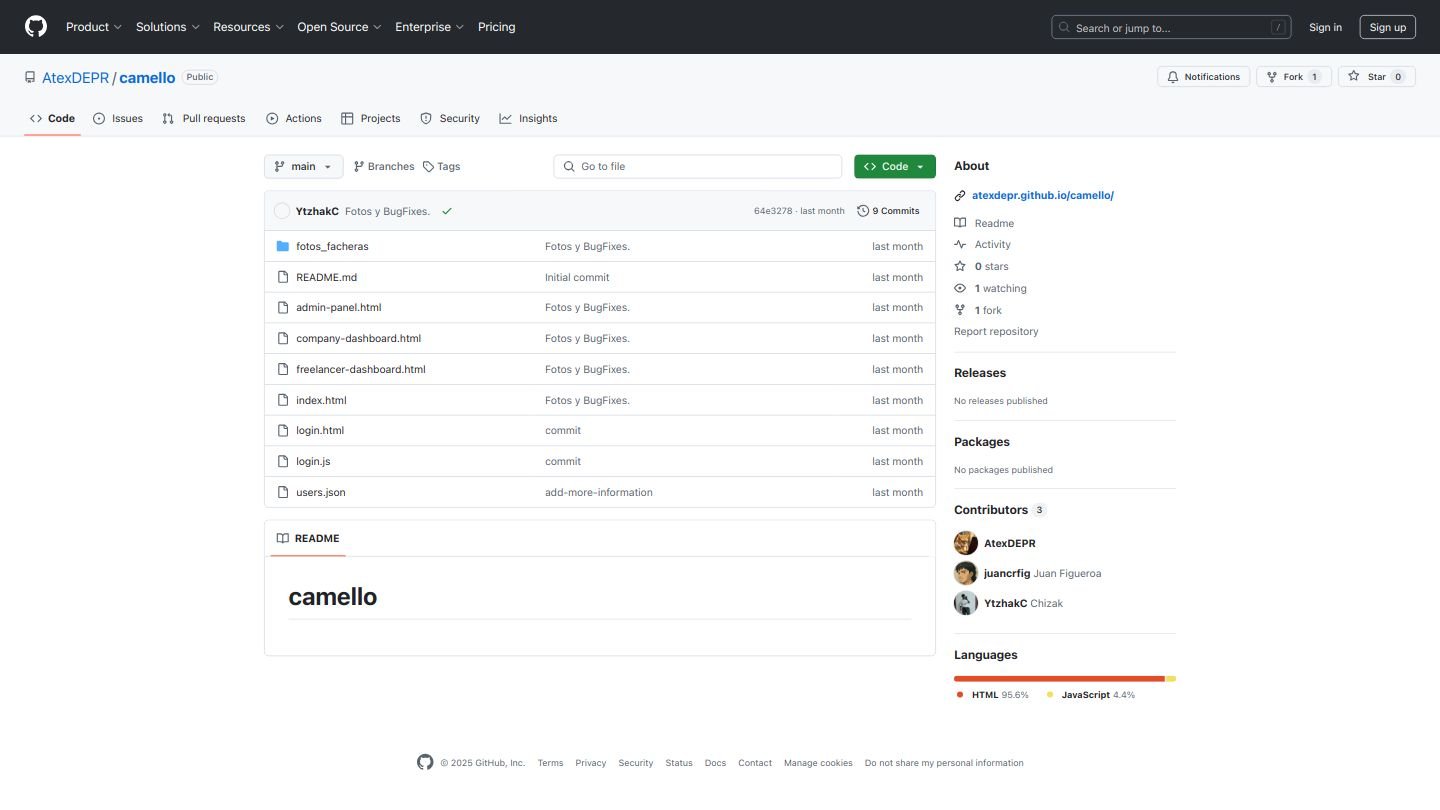 Product Solutions Resources Open Source Enterprise Pricing Search or jump to... / Sign in Sign up
AtexDEPR / camello Public Notifications Fork 1 Star 0
Code Issues Pull requests Actions Projects Security Insights
main Branches Tags Go to file Code
YtzhakC Fotos y BugFixes. 64e3278 · last month 9 Commits
fotos_facheras Fotos y BugFixes. last month
README.md Initial commit last month
admin-panel.html Fotos y BugFixes. last month
company-dashboard.html Fotos y BugFixes. last month
freelancer-dashboard.html Fotos y BugFixes. last month
index.html Fotos y BugFixes. last month
login.html commit last month
login.js commit last month
users.json add-more-information last month
README
camello
About
atexdepr.github.io/camello/
Readme
Activity
0 stars
1 watching
1 fork
Report repository
Releases
No releases published
Packages
No packages published
Contributors 3
AtexDEPR
juancrfig Juan Figueroa
YtzhakC Chizak
Languages
HTML 95.6% JavaScript 4.4%
© 2025 GitHub, Inc. Terms Privacy Security Status Docs Contact Manage cookies Do not share my personal information